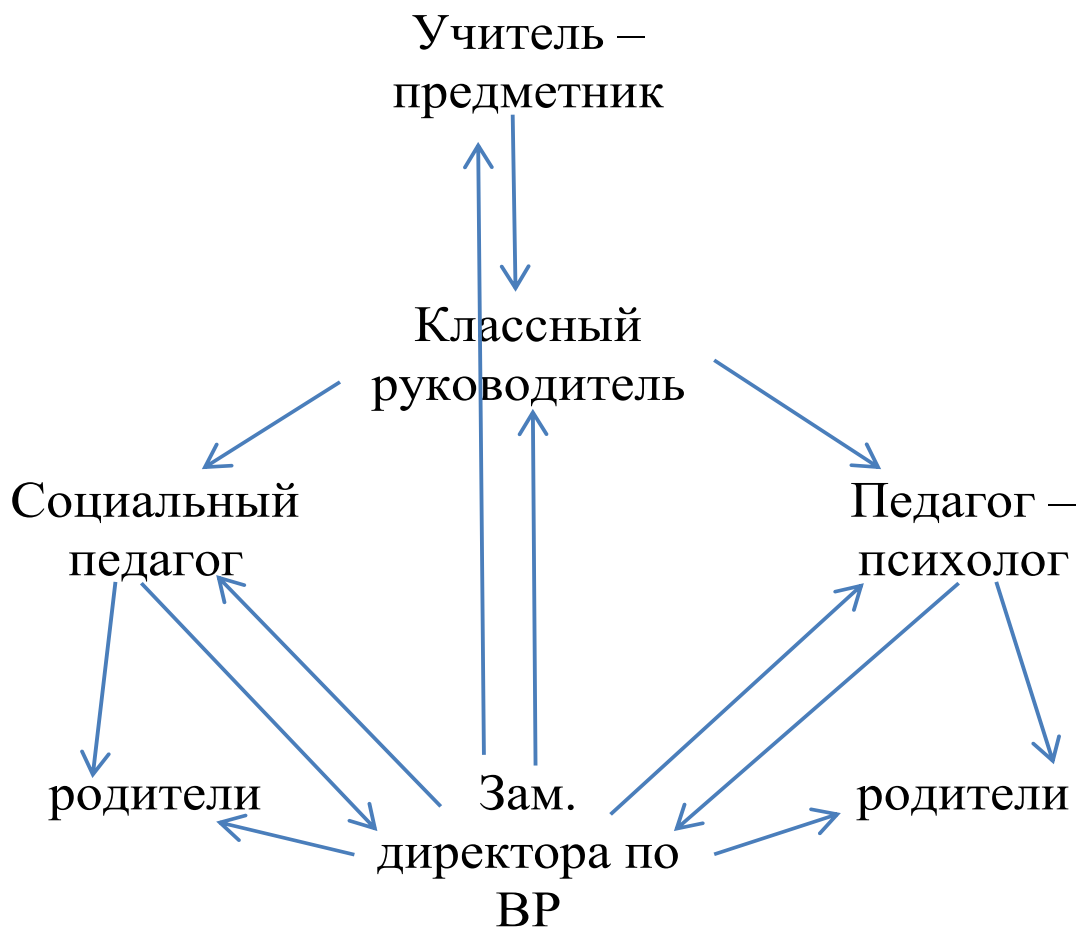 Учитель –
предметник
Классный
руководитель
Социальный
педагог
Педагог –
психолог
родители
Зам.
директора по
ВР
родители